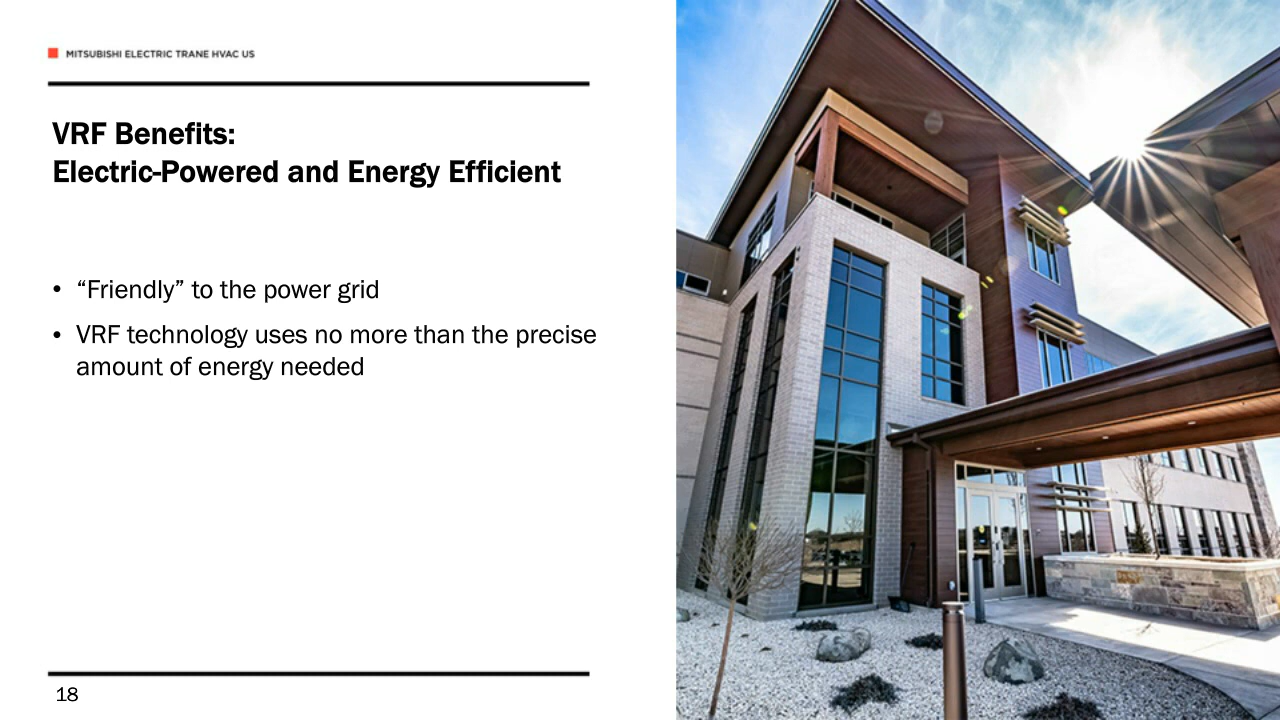 MITSUBISHI ELECTRIC TRANE HVAC US
VRF Benefits:
Electric-Powered and Energy Efficient
• “Friendly” to the power grid
• VRF technology uses no more than the precise
amount of energy needed
18